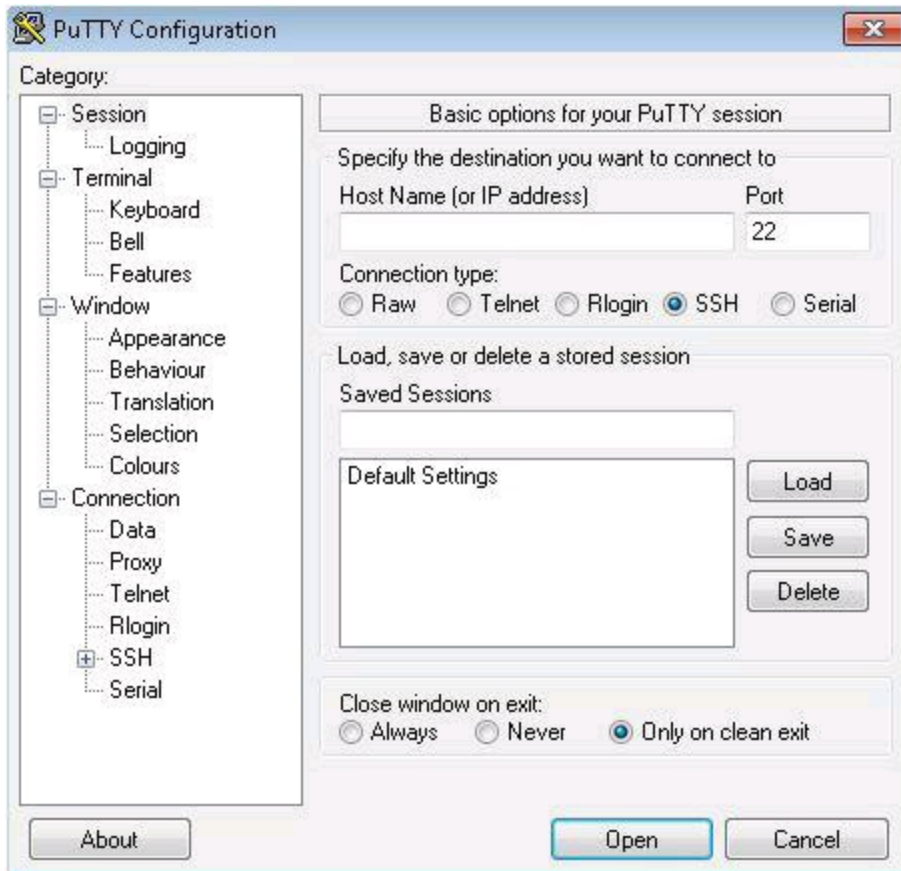 PuTTY Configuration
Category:
Session
Logging
Terminal
Keyboard
Bell
Features
Window
Appearance
Behaviour
Translation
Selection
Colours
Connection
Data
Proxy
Telnet
Rlogin
SSH
Serial
Basic options for your PuTTY session
Specify the destination you want to connect to
Host Name (or IP address) Port
22
Connection type:
Raw Telnet Rlogin SSH Serial
Load, save or delete a stored session
Saved Sessions
Default Settings
Load
Save
Delete
Close window on exit:
Always Never Only on clean exit
About Open Cancel